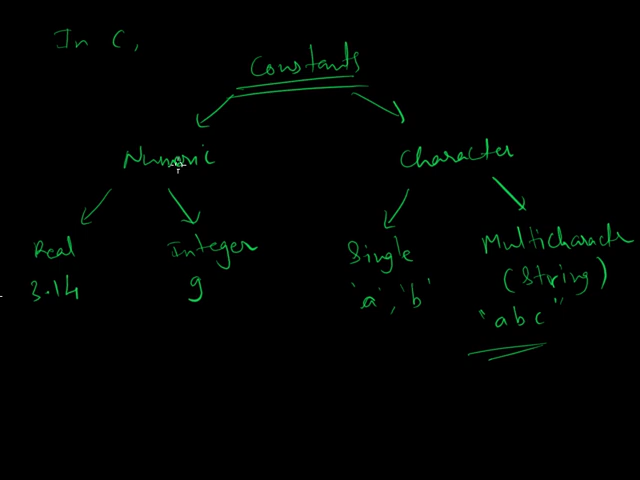 In C,
Constants
Numeric
Character
Real
Integer
Single
Multicharacter
3.14
9
'a', 'b'
(String)
"abc"